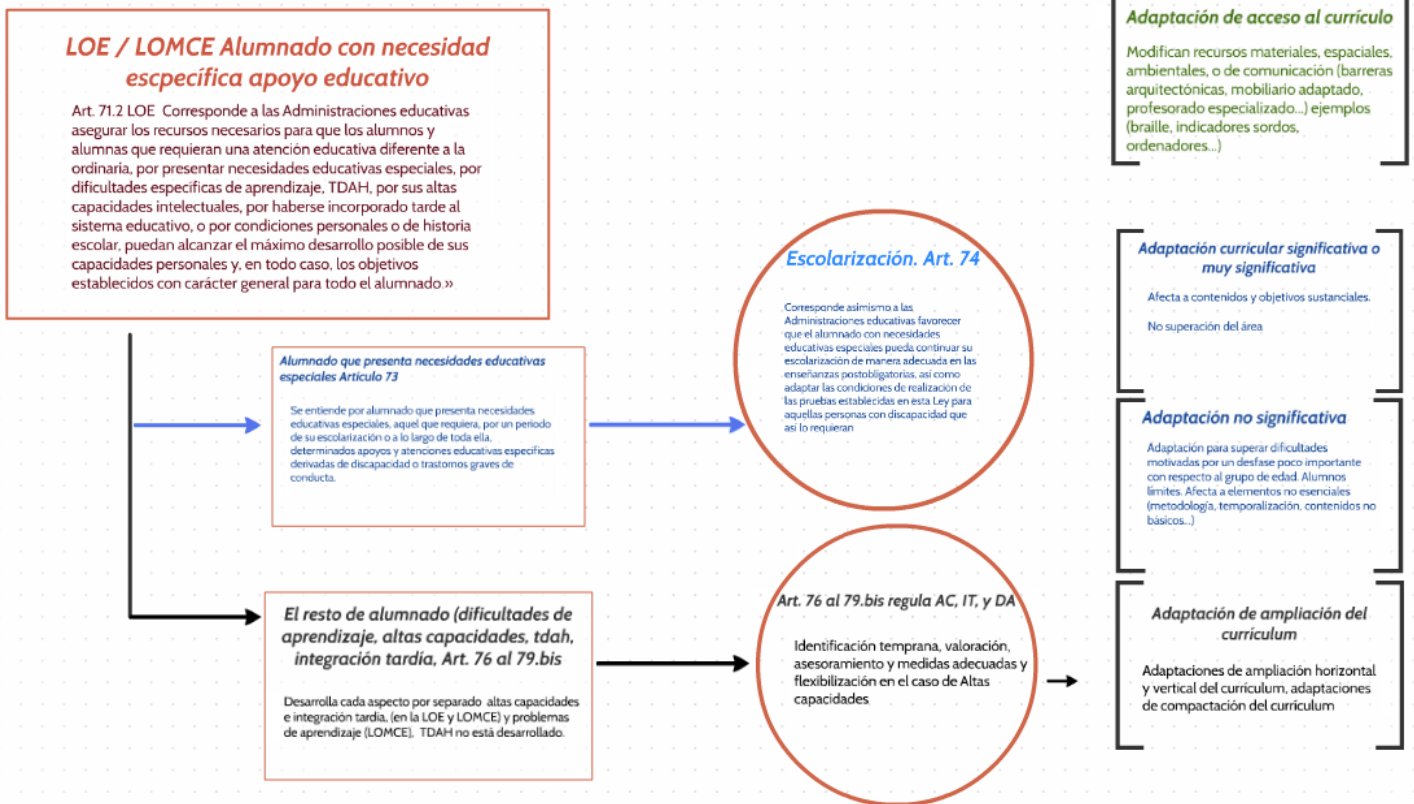 LOE / LOMCE Alumnado con necesidad
escpecífica apoyo educativo
Art. 71.2 LOE Corresponde a las Administraciones educativas
asegurar los recursos necesarios para que los alumnos y
alumnas que requieran una atención educativa diferente a la
ordinaria, por presentar necesidades educativas especiales, por
dificultades específicas de aprendizaje, TDAH, por sus altas
capacidades intelectuales, por haberse incorporado tarde al
sistema educativo, o por condiciones personales o de historia
escolar, puedan alcanzar el máximo desarrollo posible de sus
capacidades personales y, en todo caso, los objetivos
establecidos con carácter general para todo el alumnado.»
Alumnado que presenta necesidades educativas
especiales Artículo 73
Se entiende por alumnado que presenta necesidades
educativas especiales, aquel que requiera, por un periodo
de su escolarización o a lo largo de toda ella,
determinados apoyos y atenciones educativas específicas
derivadas de discapacidad o trastornos graves de
conducta.
Escolarización. Art. 74
Corresponde asimismo a las
Administraciones educativas favorecer
que el alumnado con necesidades
educativas especiales pueda continuar su
escolarización de manera adecuada en las
enseñanzas postobligatorias, así como
adaptar las condiciones de realización de
las pruebas establecidas en esta Ley para
aquellas personas con discapacidad que
así lo requieran
El resto de alumnado (dificultades de
aprendizaje, altas capacidades, tdah,
integración tardía, Art. 76 al 79.bis
Desarrolla cada aspecto por separado altas capacidades
e integración tardía, (en la LOE y LOMCE) y problemas
de aprendizaje (LOMCE), TDAH no está desarrollado.
Art. 76 al 79.bis regula AC, IT, y DA
Identificación temprana, valoración,
asesoramiento y medidas adecuadas y
flexibilización en el caso de Altas
capacidades
Adaptación de acceso al currículo
Modifican recursos materiales, espaciales,
ambientales, o de comunicación (barreras
arquitectónicas, mobiliario adaptado,
profesorado especializado...) ejemplos
(braille, indicadores sordos,
ordenadores...)
Adaptación curricular significativa o
muy significativa
Afecta a contenidos y objetivos sustanciales.
No superación del área
Adaptación no significativa
Adaptación para superar dificultades
motivadas por un desfase poco importante
con respecto al grupo de edad. Alumnos
límites. Afecta a elementos no esenciales
(metodología, temporalización, contenidos no
básicos...)
Adaptación de ampliación del
currículum
Adaptaciones de ampliación horizontal
y vertical del currículum, adaptaciones
de compactación del currículum